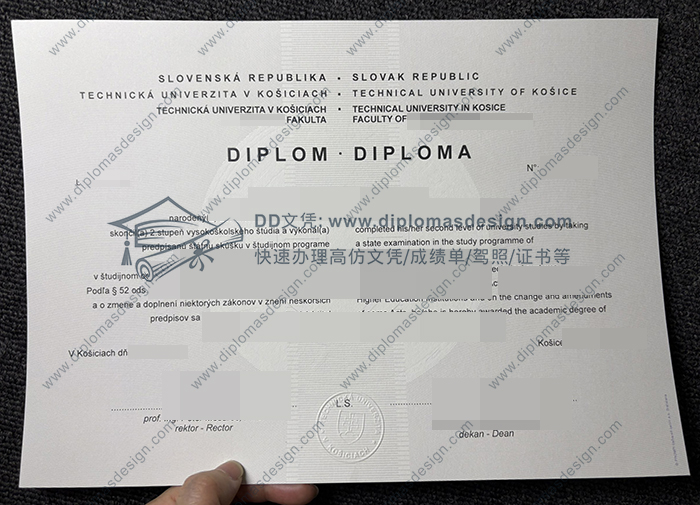 SLOVENSKÁ REPUBLIKA • SLOVAK REPUBLIC
TECHNICKÁ UNIVERZITA V KOŠICIACH • TECHNICAL UNIVERSITY OF KOŠICE
TECHNICKÁ UNIVERZITA V KOŠICIACH • TECHNICAL UNIVERSITY IN KOSICE
FAKULTA FACULTY OF
DIPLOM · DIPLOMA
N°
narodený
DD文凭: www.diplomasdesign.com
skončil(a) 2.stupeň vysokoškolského štúdia a vykonal(a) completed his/her second level of university studies by taking
predpísanú štátnu skúšku v študijnom programe a state examination in the study programme of
快速办理高仿文凭/成绩单/驾照/证书等
v študijnom
Podľa § 52 ods
a o zmene a doplnení niektorých zákonov v znení neskorších Higher Education Institutions and on the change and amendments
predpisov sa is hereby awarded the academic degree of
V Košiciach dň Košice
L.S.
prof.
rektor - Rector dekan - Dean
www.diplomasdesign.com